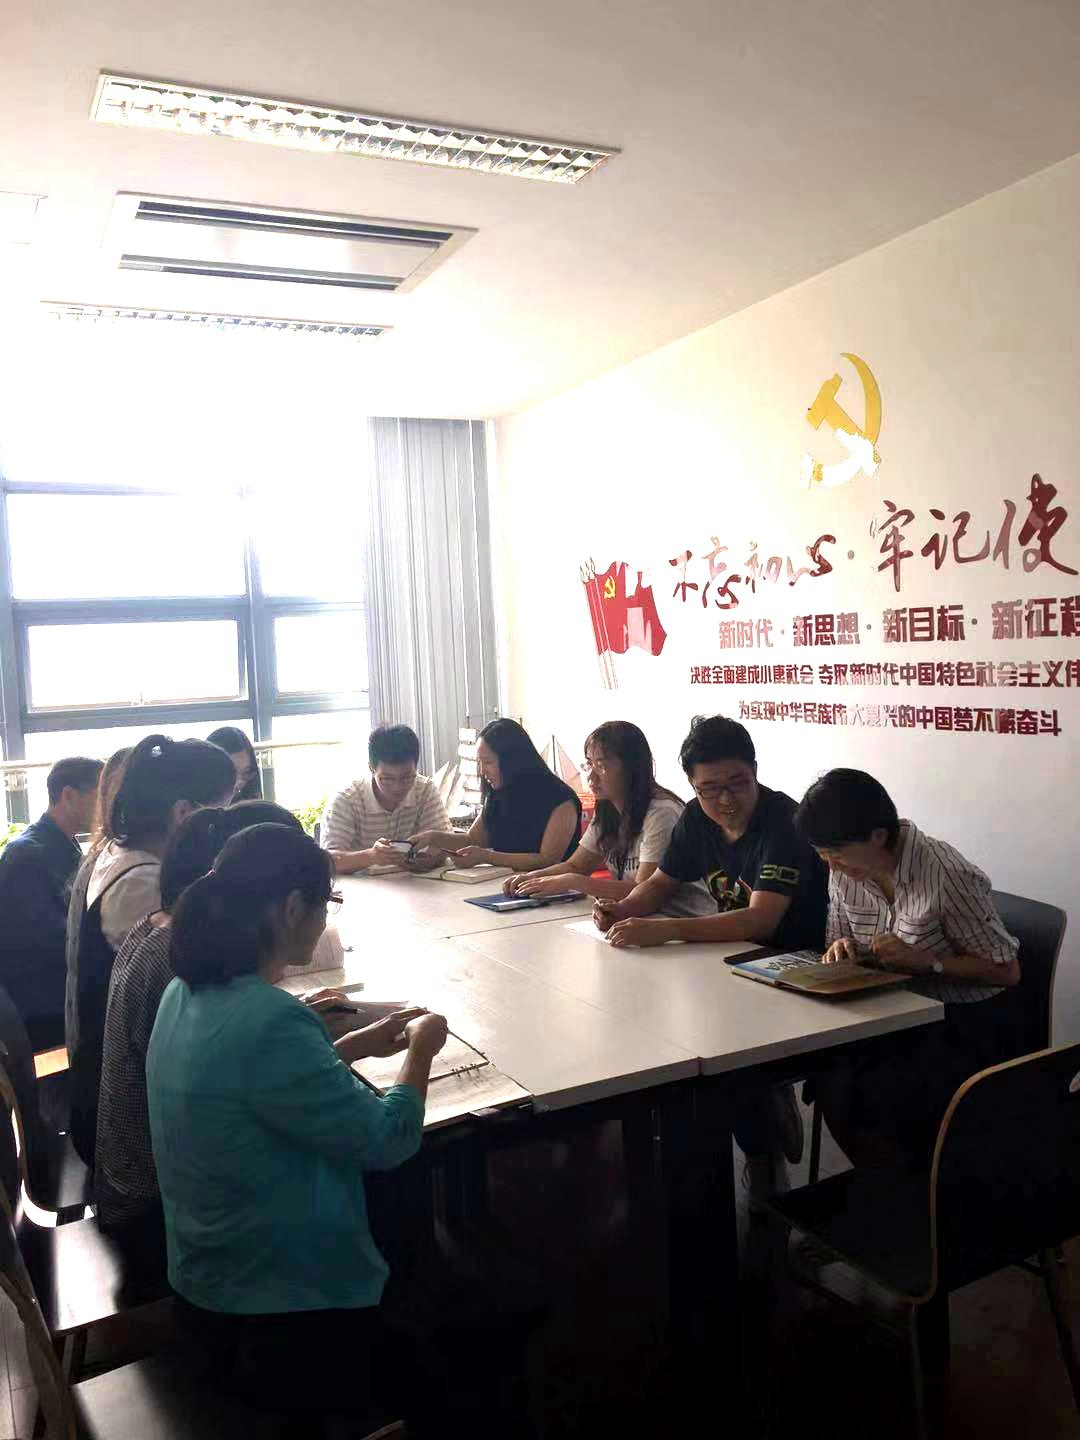 不忘初心·牢记使
新时代·新思想·新目标·新征程
决胜全面建成小康社会 夺取新时代中国特色社会主义伟
为实现中华民族伟大复兴的中国梦不懈奋斗